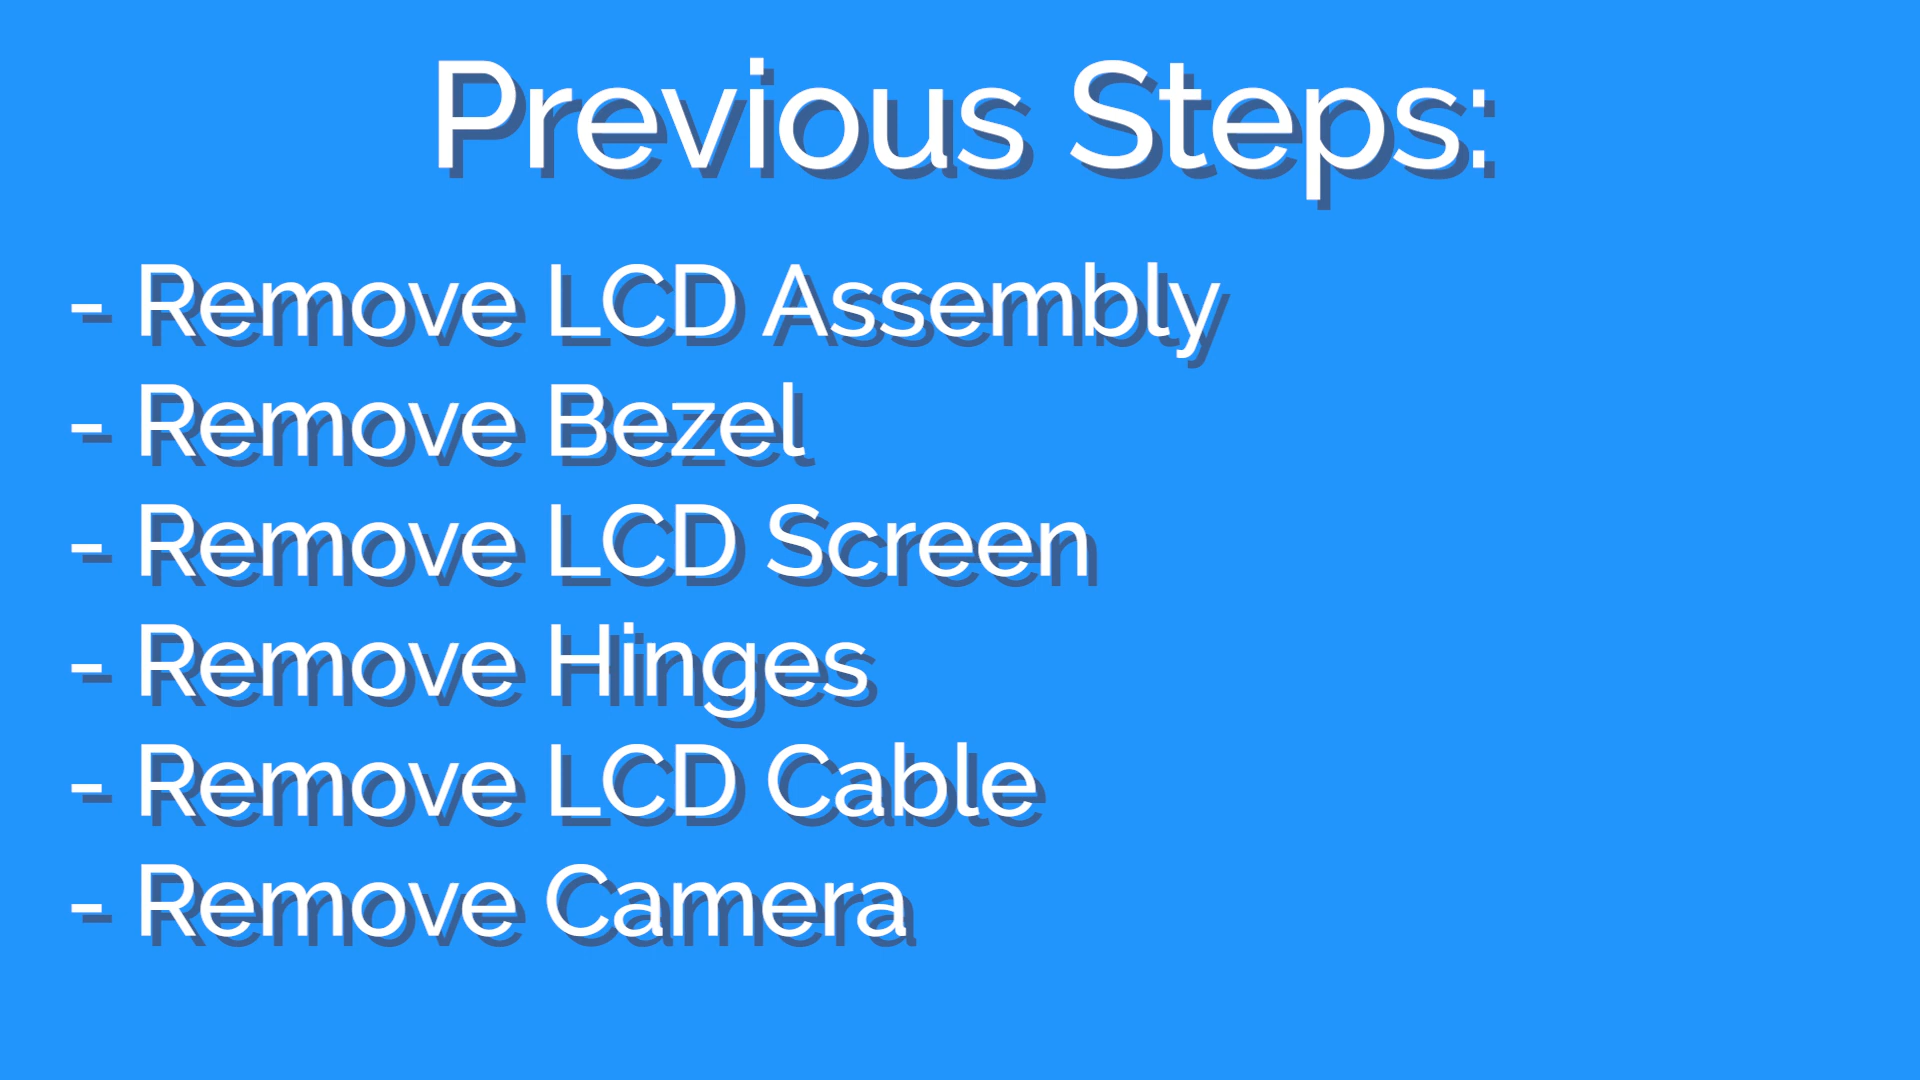 Previous Steps:
- Remove LCD Assembly
- Remove Bezel
- Remove LCD Screen
- Remove Hinges
- Remove LCD Cable
- Remove Camera